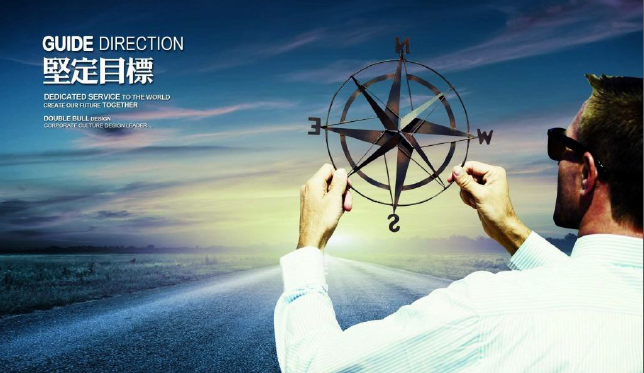 GUIDE DIRECTION
堅定目標
DEDICATED SERVICE TO THE WORLD
CREATE OUR FUTURE TOGETHER
DOUBLE BULL DESIGN
CORPORATE CULTURE DESIGN LEADER
N
E W
S